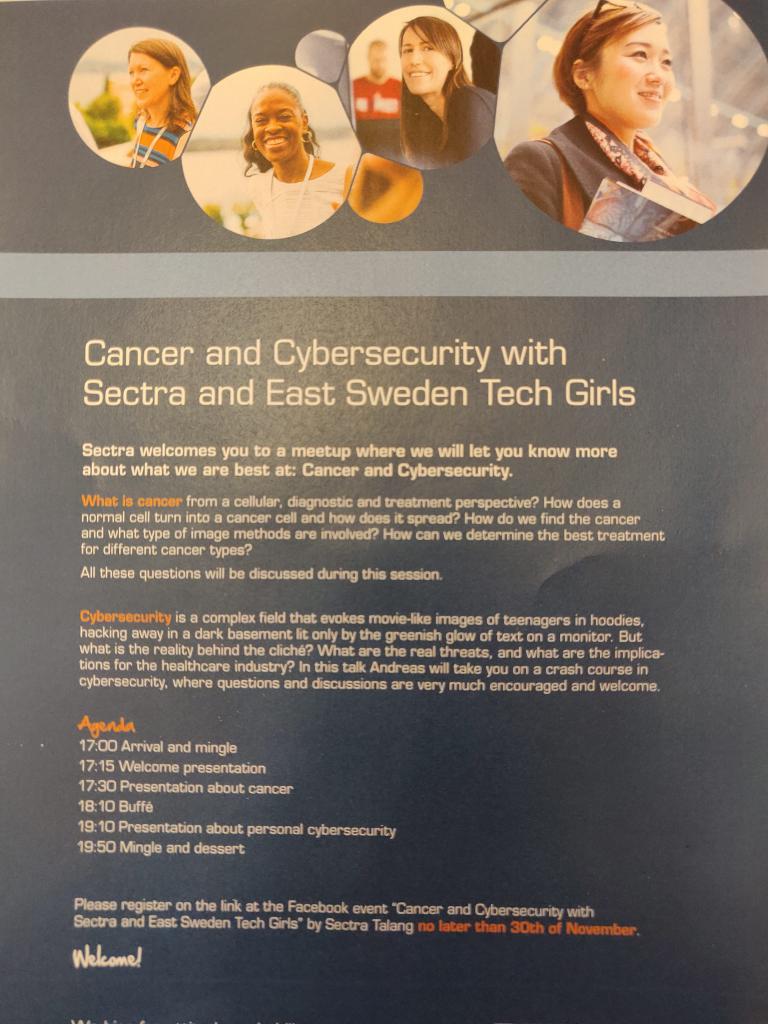 Cancer and Cybersecurity with
Sectra and East Sweden Tech Girls
Sectra welcomes you to a meetup where we will let you know more
about what we are best at: Cancer and Cybersecurity.
What is cancer from a cellular, diagnostic and treatment perspective? How does a
normal cell turn into a cancer cell and how does it spread? How do we find the cancer
and what type of image methods are involved? How can we determine the best treatment
for different cancer types?
All these questions will be discussed during this session.
Cybersecurity is a complex field that evokes movie-like images of teenagers in hoodies,
hacking away in a dark basement lit only by the greenish glow of text on a monitor. But
what is the reality behind the cliché? What are the real threats, and what are the implica-
tions for the healthcare industry? In this talk Andreas will take you on a crash course in
cybersecurity, where questions and discussions are very much encouraged and welcome.
Agenda
17:00 Arrival and mingle
17:15 Welcome presentation
17:30 Presentation about cancer
18:10 Buffé
19:10 Presentation about personal cybersecurity
19:50 Mingle and dessert
Please register on the link at the Facebook event "Cancer and Cybersecurity with
Sectra and East Sweden Tech Girls" by Sectra Talang no later than 30th of November.
Welcome!